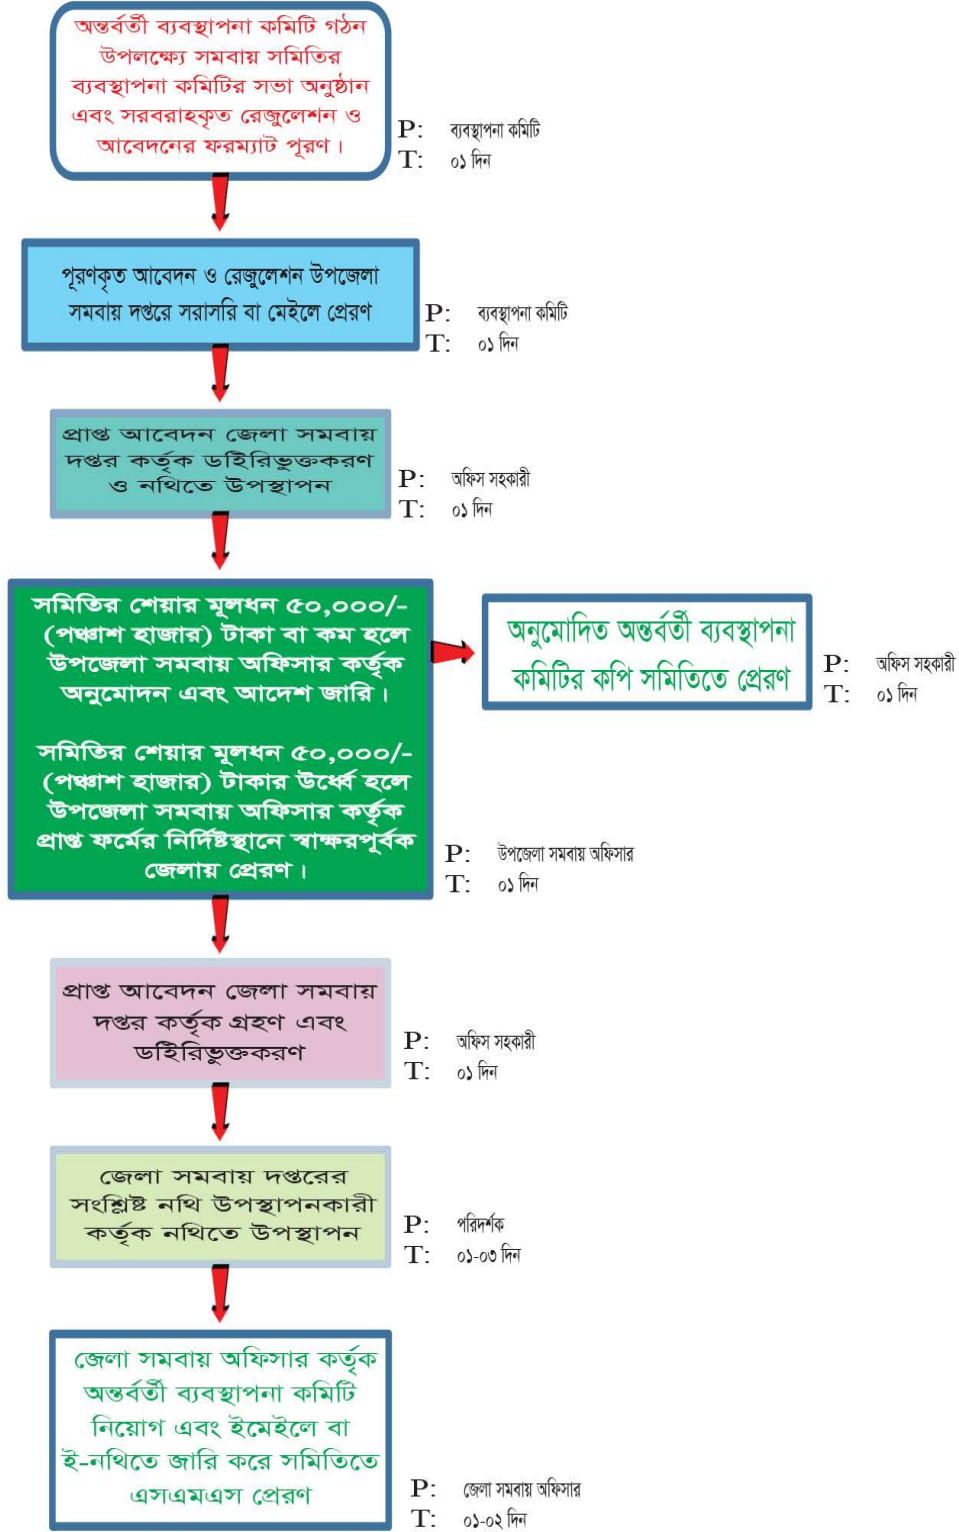 অন্তর্বর্তী ব্যবস্থাপনা কমিটি গঠন
উপলক্ষ্যে সমবায় সমিতির
ব্যবস্থাপনা কমিটির সভা অনুষ্ঠান
এবং সরবরাহকৃত রেজুলেশন ও
আবেদনের ফরম্যাট পূরণ।
P: ব্যবস্থাপনা কমিটি
T: ০১ দিন
পূরণকৃত আবেদন ও রেজুলেশন উপজেলা
সমবায় দপ্তরে সরাসরি বা মেইলে প্রেরণ
P: ব্যবস্থাপনা কমিটি
T: ০১ দিন
প্রাপ্ত আবেদন জেলা সমবায়
দপ্তর কর্তৃক ডাইরিভুক্তকরণ
ও নথিতে উপস্থাপন
P: অফিস সহকারী
T: ০১ দিন
সমিতির শেয়ার মূলধন ৫০,০০০/-
(পঞ্চাশ হাজার) টাকা বা কম হলে
উপজেলা সমবায় অফিসার কর্তৃক
অনুমোদন এবং আদেশ জারি।
সমিতির শেয়ার মূলধন ৫০,০০০/-
(পঞ্চাশ হাজার) টাকার উর্ধ্বে হলে
উপজেলা সমবায় অফিসার কর্তৃক
প্রাপ্ত ফর্মের নির্দিষ্টস্থানে স্বাক্ষরপূর্বক
জেলায় প্রেরণ।
P: উপজেলা সমবায় অফিসার
T: ০১ দিন
অনুমোদিত অন্তর্বর্তী ব্যবস্থাপনা
কমিটির কপি সমিতিতে প্রেরণ
P: অফিস সহকারী
T: ০১ দিন
প্রাপ্ত আবেদন জেলা সমবায়
দপ্তর কর্তৃক গ্রহণ এবং
ডাইরিভুক্তকরণ
P: অফিস সহকারী
T: ০১ দিন
জেলা সমবায় দপ্তরের
সংশ্লিষ্ট নথি উপস্থাপনকারী
কর্তৃক নথিতে উপস্থাপন
P: পরিদর্শক
T: ০১-০৩ দিন
জেলা সমবায় অফিসার কর্তৃক
অন্তর্বর্তী ব্যবস্থাপনা কমিটি
নিয়োগ এবং ইমেইলে বা
ই-নথিতে জারি করে সমিতিতে
এসএমএস প্রেরণ
P: জেলা সমবায় অফিসার
T: ০১-০২ দিন